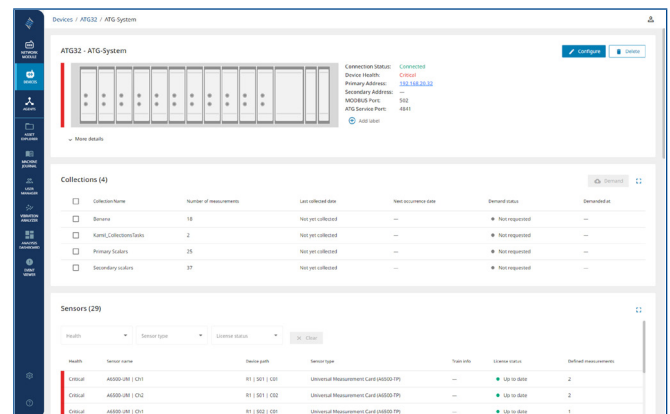 Devices / ATG32 / ATG-System
NETWORK MODULE
DEVICES
AGENTS
ASSET EXPLORER
MACHINE JOURNAL
USER MANAGER
VIBRATION ANALYZER
ANALYSIS DASHBOARD
EVENT VIEWER
ATG32 - ATG-System
Configure
Delete
Connection Status: Connected
Device Health: Critical
Primary Address: 192.168.20.32
Secondary Address: —
MODBUS Port: 502
ATG Service Port: 4841
Add label
More details
Collections (4)
Demand
Collection Name Number of measurements Last collected date Next occurrence date Demand status Demanded at
Banana 18 Not yet collected — Not requested —
Kamil_CollectionsTasks 2 Not yet collected — Not requested —
Primary Scalars 25 Not yet collected — Not requested —
Secondary scalars 37 Not yet collected — Not requested —
Sensors (29)
Health Sensor type License status Clear
Health Sensor name Device path Sensor type Train info License status Defined measurements
Critical A6500-UM | Ch1 R1 | S01 | C01 Universal Measurement Card (A6500-TP) — Up to date 2
Critical A6500-UM | Ch2 R1 | S01 | C02 Universal Measurement Card (A6500-TP) — Up to date 2
Critical A6500-UM | Ch1 R1 | S02 | C01 Universal Measurement Card (A6500-TP) — Up to date 1